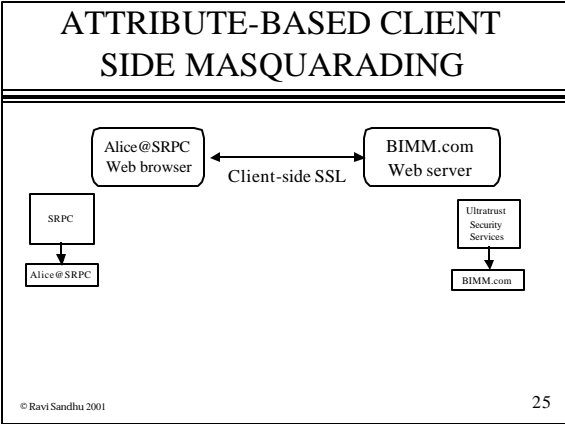 ATTRIBUTE-BASED CLIENT
SIDE MASQUARADING
Alice@SRPC
Web browser
Client-side SSL
BIMM.com
Web server
SRPC
Alice@SRPC
Ultratrust
Security
Services
BIMM.com
© Ravi Sandhu 2001
25